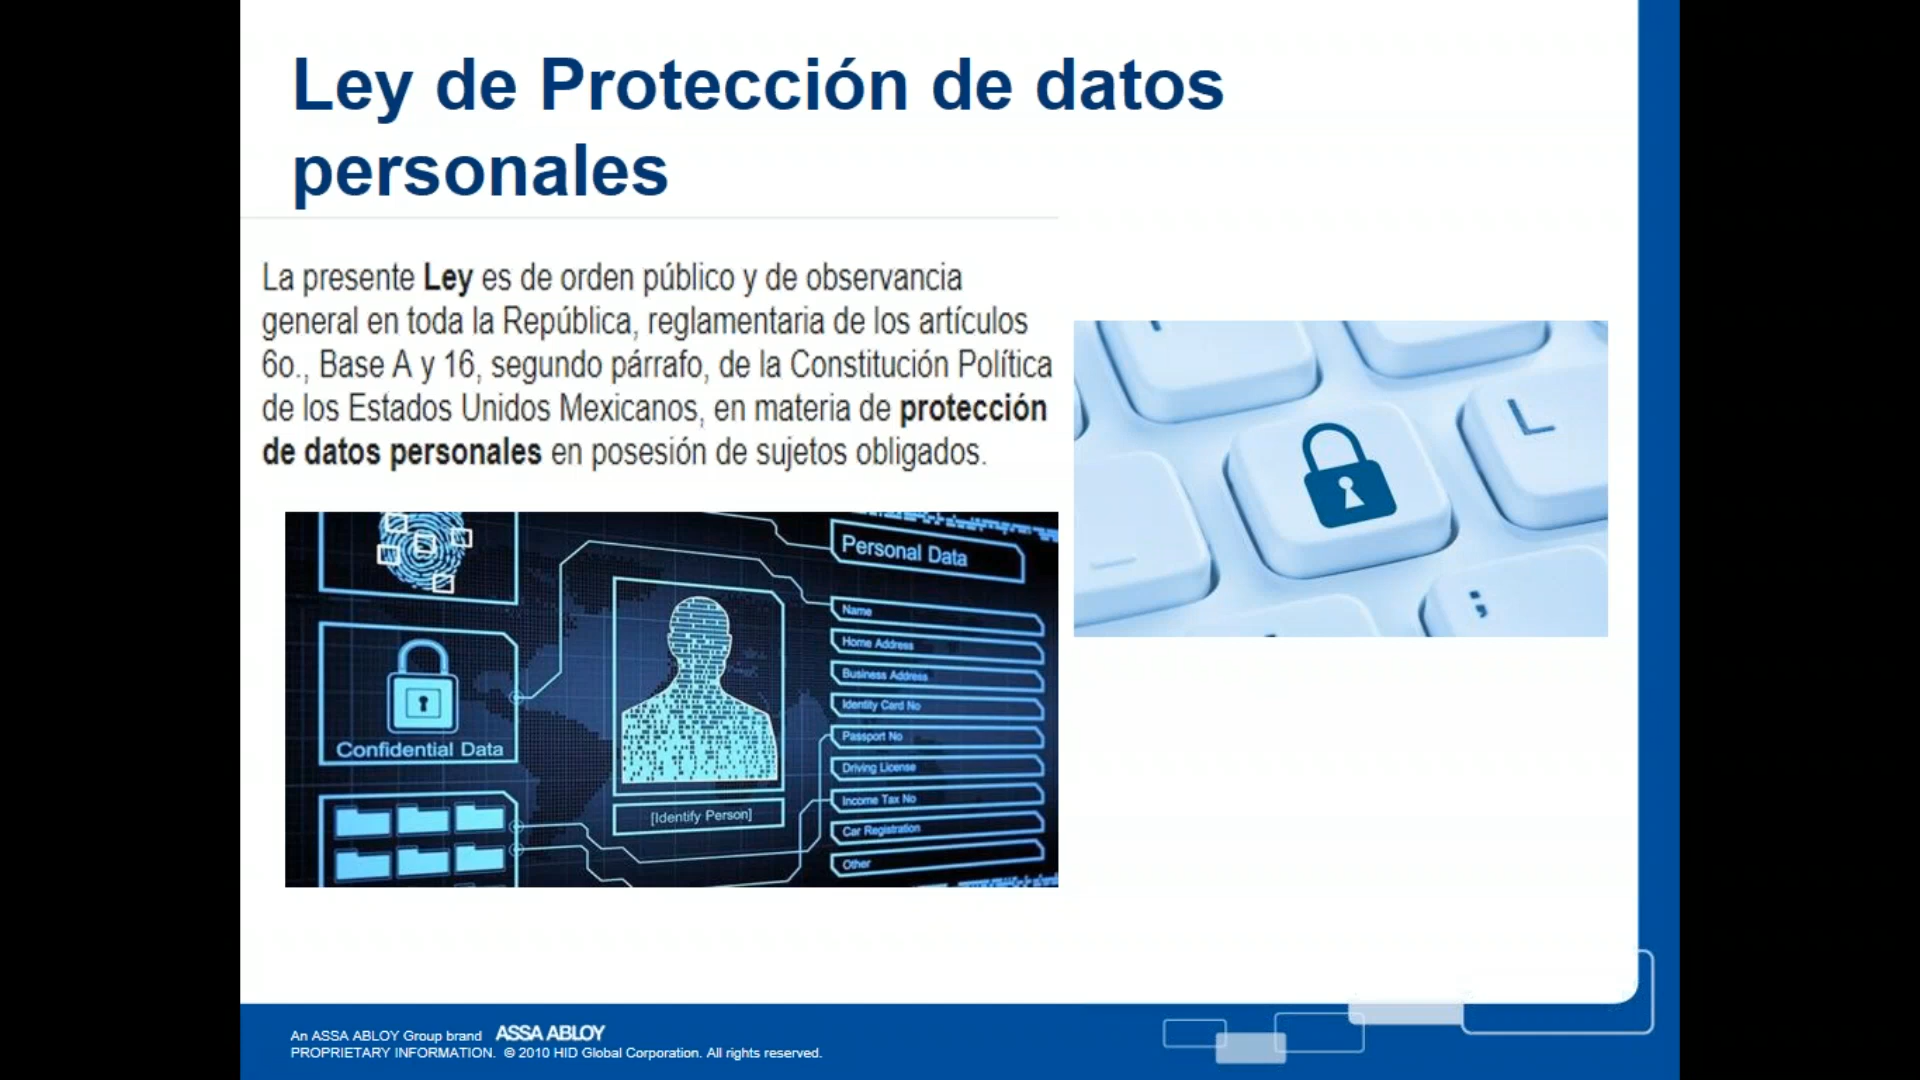 Ley de Protección de datos
personales
La presente Ley es de orden público y de observancia
general en toda la República, reglamentaria de los artículos
6o., Base A y 16, segundo párrafo, de la Constitución Política
de los Estados Unidos Mexicanos, en materia de protección
de datos personales en posesión de sujetos obligados.
L
;
Personal Data
Name
Home Address
Business Address
Identity Card No
Passport No
Driving License
Income Tax No
Car Registration
Other
Confidential Data
[Identify Person]
An ASSA ABLOY Group brand ASSA ABLOY
PROPRIETARY INFORMATION. © 2010 HID Global Corporation. All rights reserved.